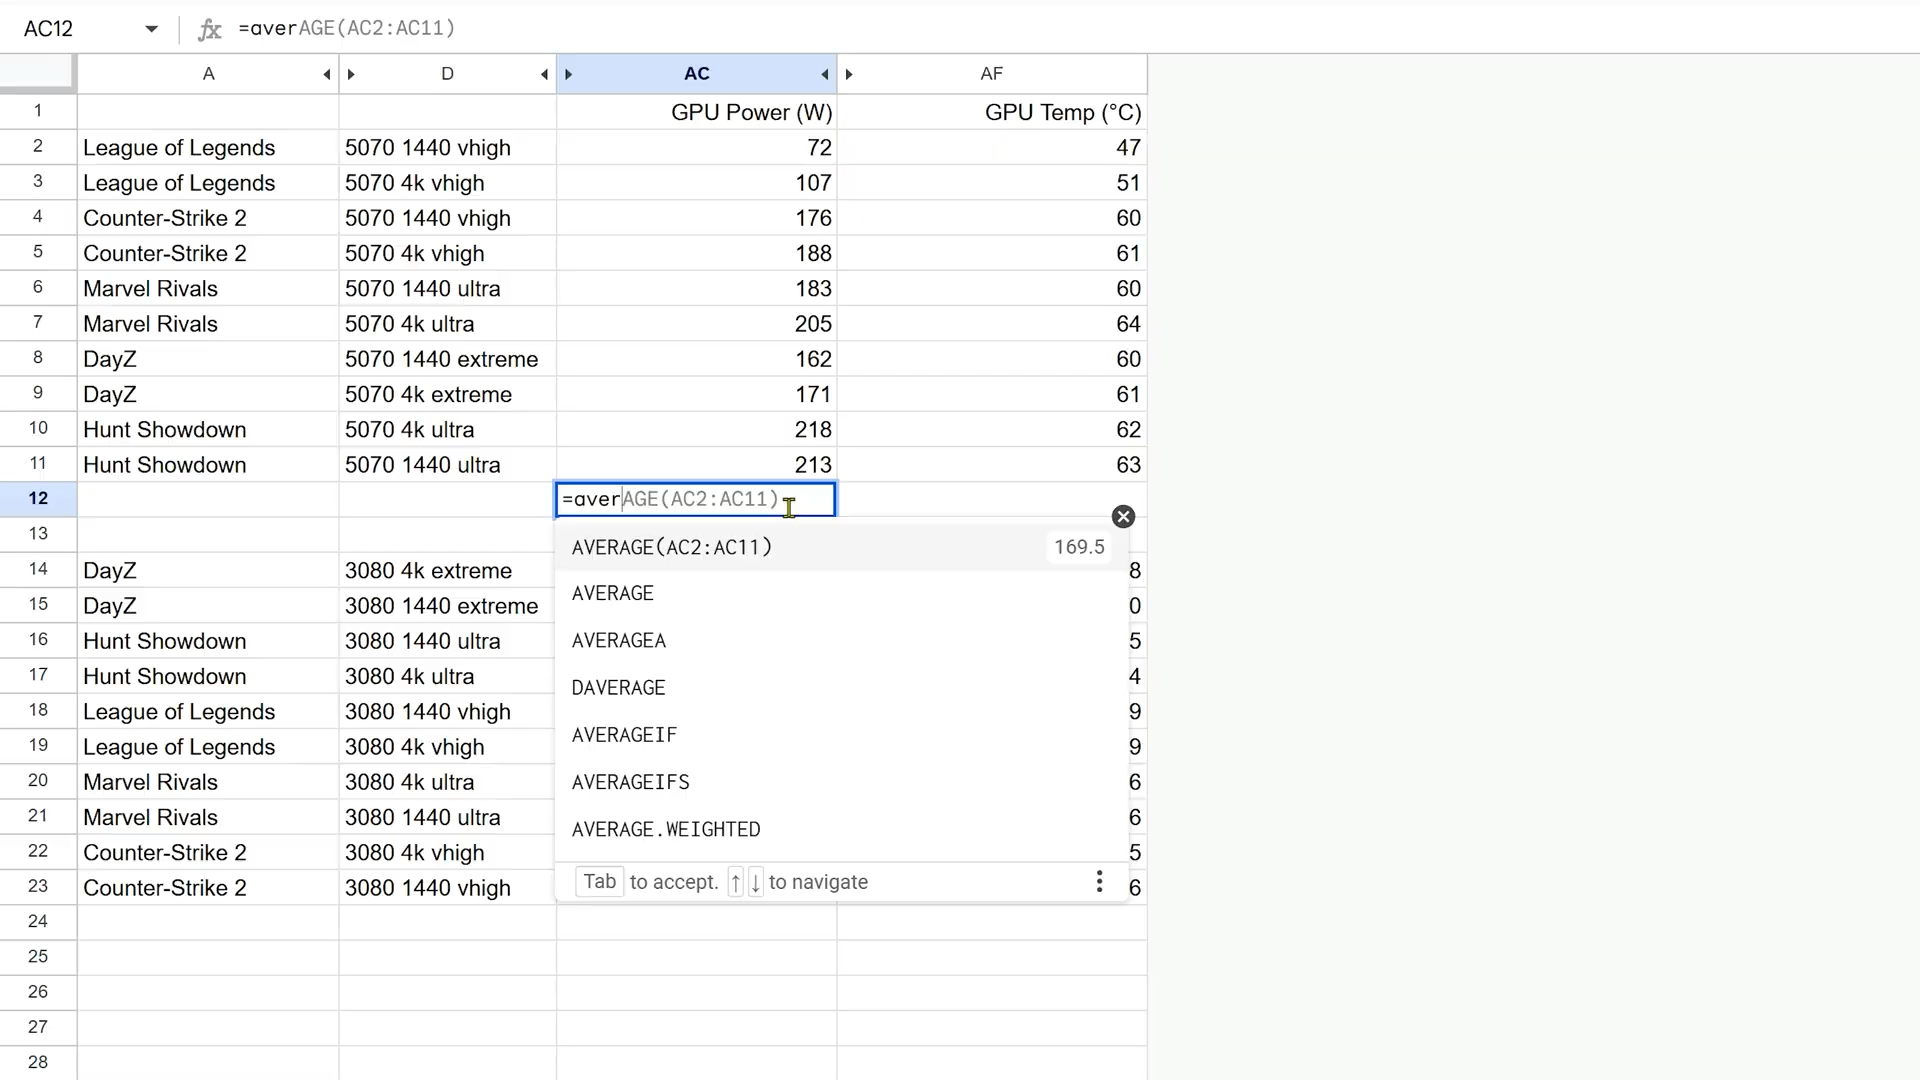 AC12 fx =averAGE(AC2:AC11)
A D AC AF
1 GPU Power (W) GPU Temp (°C)
2 League of Legends 5070 1440 vhigh 72 47
3 League of Legends 5070 4k vhigh 107 51
4 Counter-Strike 2 5070 1440 vhigh 176 60
5 Counter-Strike 2 5070 4k vhigh 188 61
6 Marvel Rivals 5070 1440 ultra 183 60
7 Marvel Rivals 5070 4k ultra 205 64
8 DayZ 5070 1440 extreme 162 60
9 DayZ 5070 4k extreme 171 61
10 Hunt Showdown 5070 4k ultra 218 62
11 Hunt Showdown 5070 1440 ultra 213 63
12 =averAGE(AC2:AC11)
13
AVERAGE(AC2:AC11) 169.5
14 DayZ 3080 4k extreme 8
AVERAGE
15 DayZ 3080 1440 extreme 0
AVERAGEA
16 Hunt Showdown 3080 1440 ultra 5
17 Hunt Showdown 3080 4k ultra 4
DAVERAGE
18 League of Legends 3080 1440 vhigh 9
AVERAGEIF
19 League of Legends 3080 4k vhigh 9
20 Marvel Rivals 3080 4k ultra 6
AVERAGEIFS
21 Marvel Rivals 3080 1440 ultra 6
AVERAGE.WEIGHTED
22 Counter-Strike 2 3080 4k vhigh 5
23 Counter-Strike 2 3080 1440 vhigh 6
Tab to accept. ↑ ↓ to navigate
24
25
26
27
28